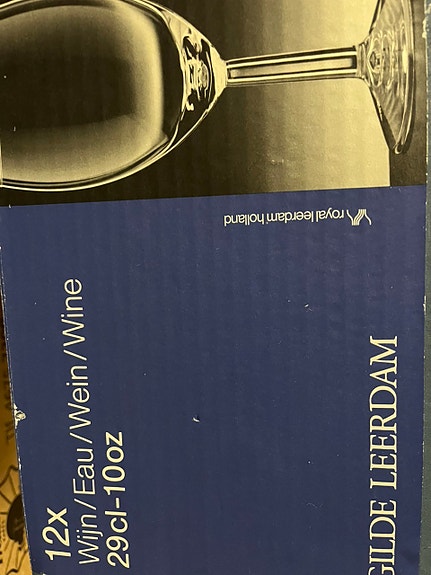 royal leerdam holland
12x
Wijn/Eau/Wein/Wine
29cl-10oz
GILDE LEERDAM